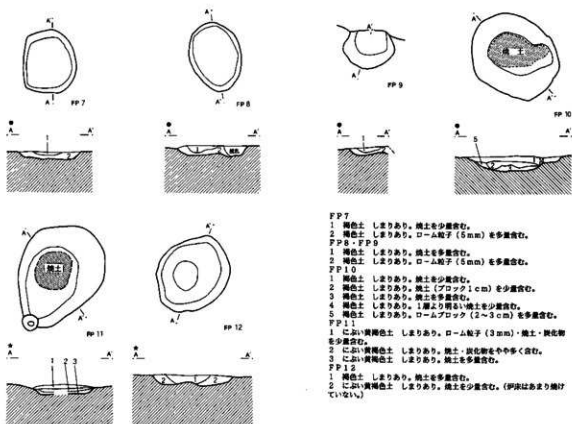 A'
A
FP 7
A'
A
FP 8
A'
A
FP 9
A
焼土
A'
FP 10
A
A'
1
A
A'
A
A'
1
A
A'
5
A'
焼土
A
FP 11
A'
A
FP 12
A
A'
1 2 3
A
A'
2
2
FP7
1 褐色土 しまりあり。焼土を少量含む。
2 褐色土 しまりあり。ローム粒子(5mm)を多量含む。
FP8・FP9
1 褐色土 しまりあり。焼土を多量含む。
2 褐色土 しまりあり。ローム粒子(5mm)を多量含む。
FP10
1 褐色土 しまりあり。焼土を少量含む。
2 褐色土 しまりあり。焼土(ブロック1cm)を少量含む。
3 褐色土 しまりあり。焼土を多量含む。
4 褐色土 しまりあり。1層より明るい焼土を少量含む。
5 褐色土 しまりあり。ロームブロック(2〜3cm)を多量含む。
FP11
1 にぶい黄褐色土 しまりあり。ローム粒子(3mm)・焼土・炭化物
を少量含む。
2 にぶい黄褐色土 しまりあり。焼土・炭化物をやや多く含む。
3 にぶい黄褐色土 しまりあり。焼土を多量含む。
FP12
1 褐色土 しまりあり。焼土を多量含む。
2 にぶい黄褐色土 しまりあり。焼土を少量含む。(炉床はあまり焼け
ていない。)